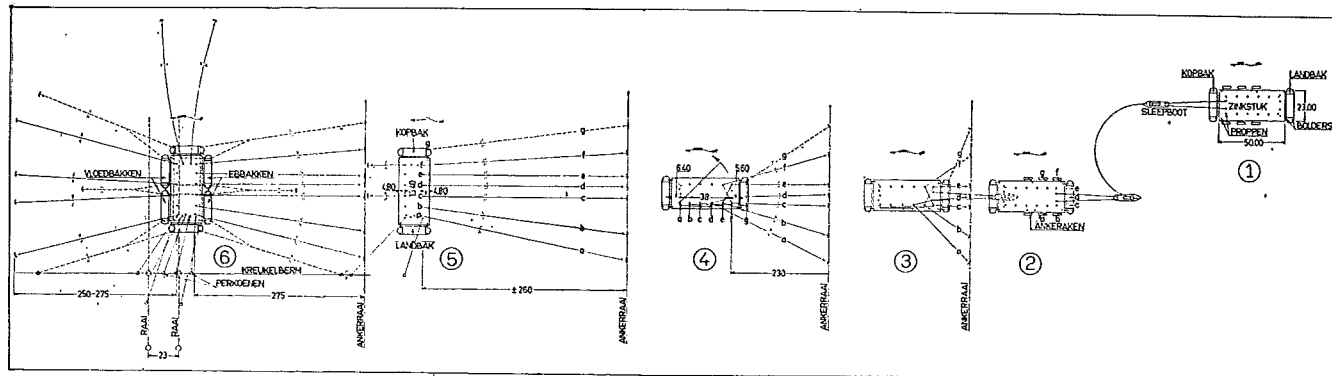 KOPBAK
LANDBAK
SLEEPBOOT
ZINKSTUK
23.00
PROPPEN
BOLDERS
50.00
①
g f
e
d
c
b a
ANKERAKEN
②
g
f
e
d
c
b
a
③
ANKERRAAI
6.40
5.60
38
a b c d e f g
g
f
e
d
c
b
a
④
230
ANKERRAAI
KOPBAK
g
f
e
d
c
b
a
4.80
4.80
LANDBAK
⑤
± 260
g
f
e
d
c
b
a
ANKERRAAI
VLOEDBAKKEN
EBBAKKEN
⑥
KREUKELBERM
PERKOENEN
250-275
275
RAAI
RAAI
23
ANKERRAAI